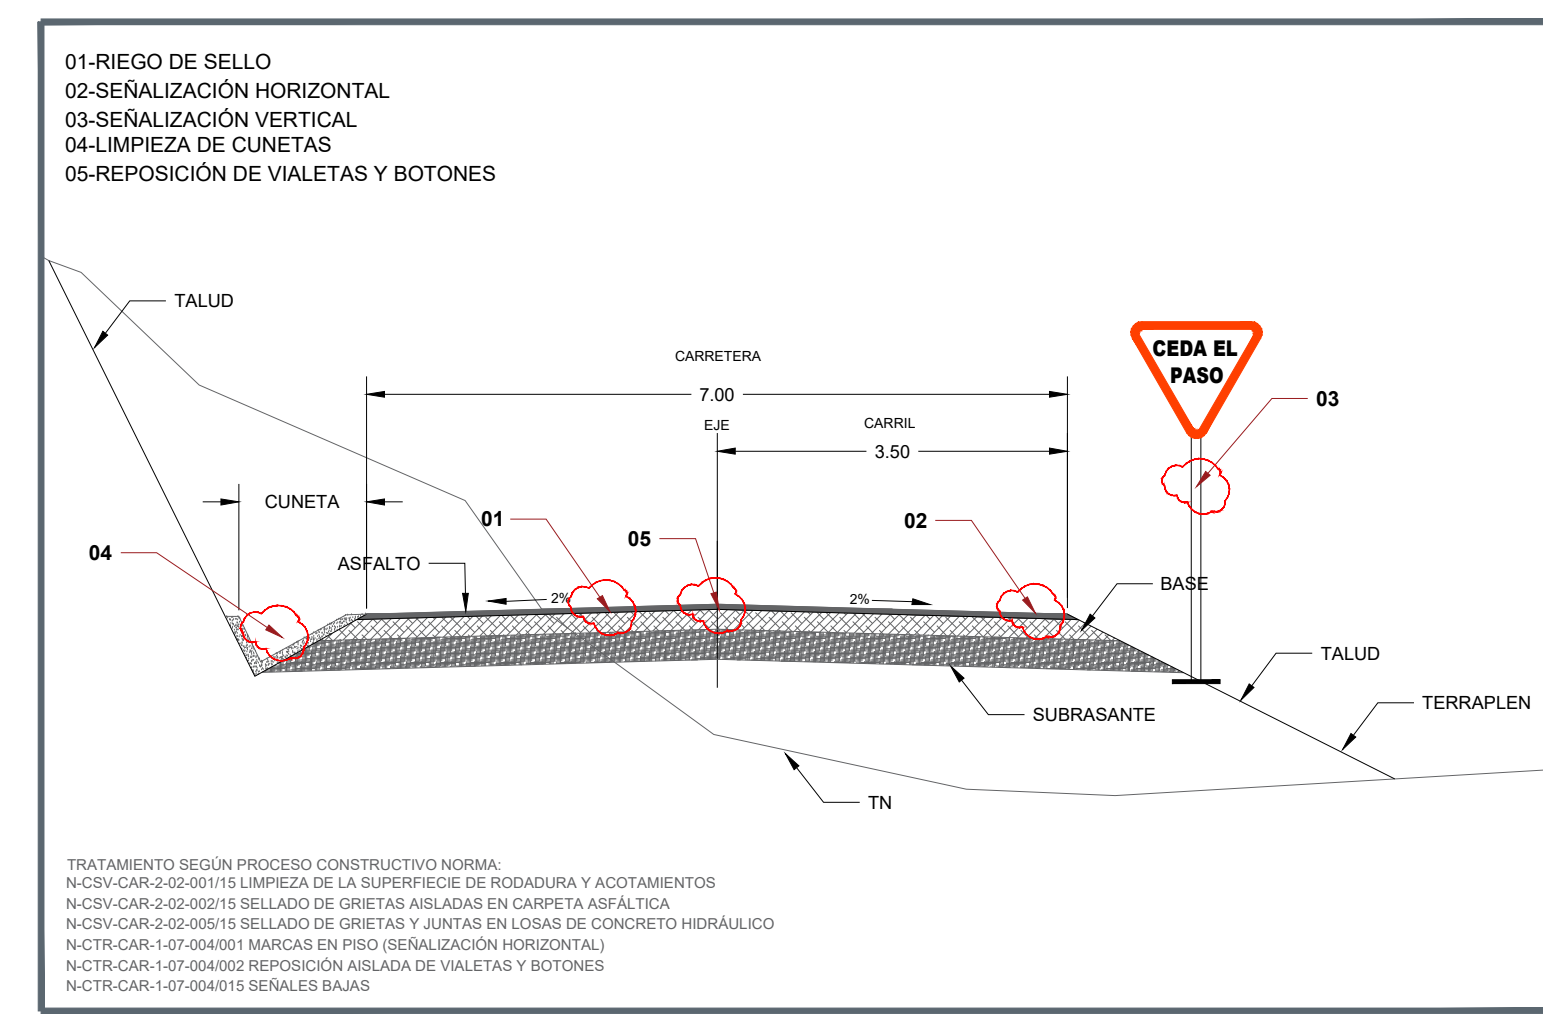 01-RIEGO DE SELLO
02-SEÑALIZACIÓN HORIZONTAL
03-SEÑALIZACIÓN VERTICAL
04-LIMPIEZA DE CUNETAS
05-REPOSICIÓN DE VIALETAS Y BOTONES
TALUD
CARRETERA
7.00
EJE
CARRIL
3.50
CEDA EL
PASO
03
CUNETA
01
02
05
04
ASFALTO
2%
2%
BASE
TALUD
SUBRASANTE
TERRAPLEN
TN
TRATAMIENTO SEGÚN PROCESO CONSTRUCTIVO NORMA:
N-CSV-CAR-2-02-001/15 LIMPIEZA DE LA SUPERFIECIE DE RODADURA Y ACOTAMIENTOS
N-CSV-CAR-2-02-002/15 SELLADO DE GRIETAS AISLADAS EN CARPETA ASFÁLTICA
N-CSV-CAR-2-02-005/15 SELLADO DE GRIETAS Y JUNTAS EN LOSAS DE CONCRETO HIDRÁULICO
N-CTR-CAR-1-07-004/001 MARCAS EN PISO (SEÑALIZACIÓN HORIZONTAL)
N-CTR-CAR-1-07-004/002 REPOSICIÓN AISLADA DE VIALETAS Y BOTONES
N-CTR-CAR-1-07-004/015 SEÑALES BAJAS